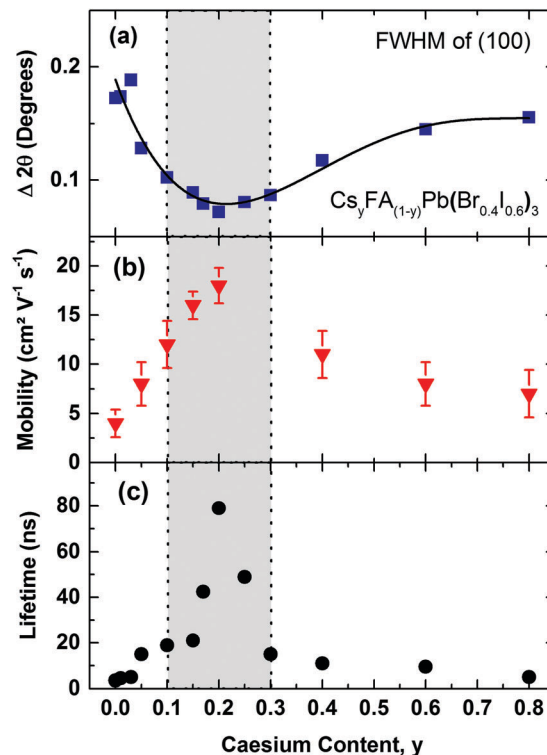 (a)
FWHM of (100)
Δ 2θ (Degrees)
0.2
0.1
CsyFA(1-y)Pb(Br0.4I0.6)3
(b)
Mobility (cm² V⁻¹ s⁻¹)
20
15
10
5
0
(c)
Lifetime (ns)
80
60
40
20
0
0.0 0.1 0.2 0.3 0.4 0.5 0.6 0.7 0.8
Caesium Content, y